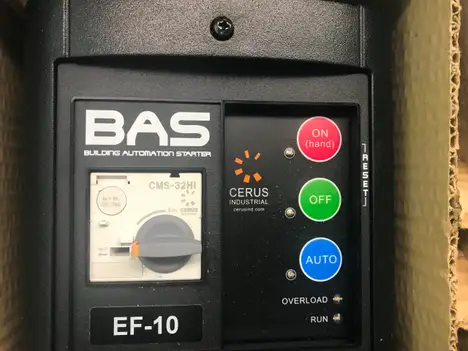 BAS
BUILDING AUTOMATION STARTER
CMS-32HI
CERUS
INDUSTRIAL
cerusind.com
ON
(hand)
OFF
AUTO
RESET
OVERLOAD
RUN
EF-10